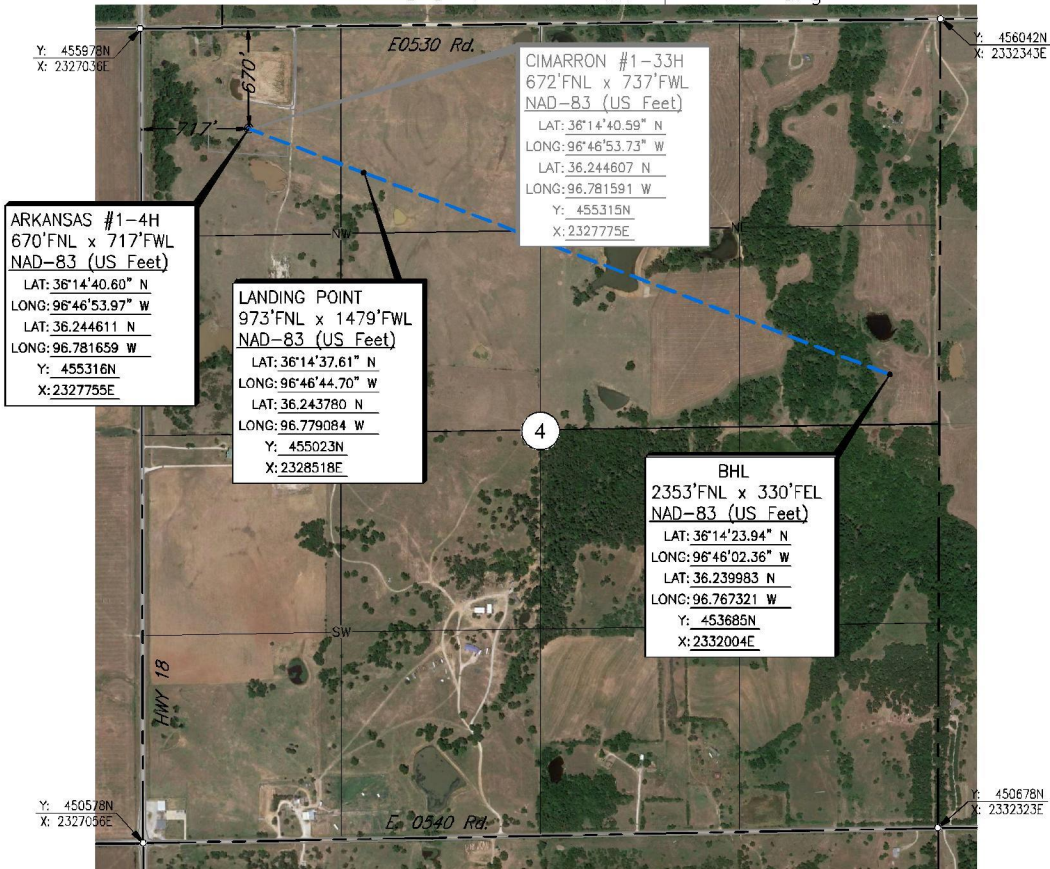 Y: 455978N
X: 2327036E
E0530 Rd.
Y: 456042N
X: 2332343E
670'
717'
CIMARRON #1-33H
672'FNL x 737'FWL
NAD-83 (US Feet)
LAT: 36°14'40.59" N
LONG: 96°46'53.73" W
LAT: 36.244607 N
LONG: 96.781591 W
Y: 455315N
X: 2327775E
ARKANSAS #1-4H
670'FNL x 717'FWL
NAD-83 (US Feet)
LAT: 36°14'40.60" N
LONG: 96°46'53.97" W
LAT: 36.244611 N
LONG: 96.781659 W
Y: 455316N
X: 2327755E
NW
NE
LANDING POINT
973'FNL x 1479'FWL
NAD-83 (US Feet)
LAT: 36°14'37.61" N
LONG: 96°46'44.70" W
LAT: 36.243780 N
LONG: 96.779084 W
Y: 455023N
X: 2328518E
4
BHL
2353'FNL x 330'FEL
NAD-83 (US Feet)
LAT: 36°14'23.94" N
LONG: 96°46'02.36" W
LAT: 36.239983 N
LONG: 96.767321 W
Y: 453685N
X: 2332004E
SW
HWY 18
Y: 450578N
X: 2327056E
E. 0540 Rd.
Y: 450678N
X: 2332323E